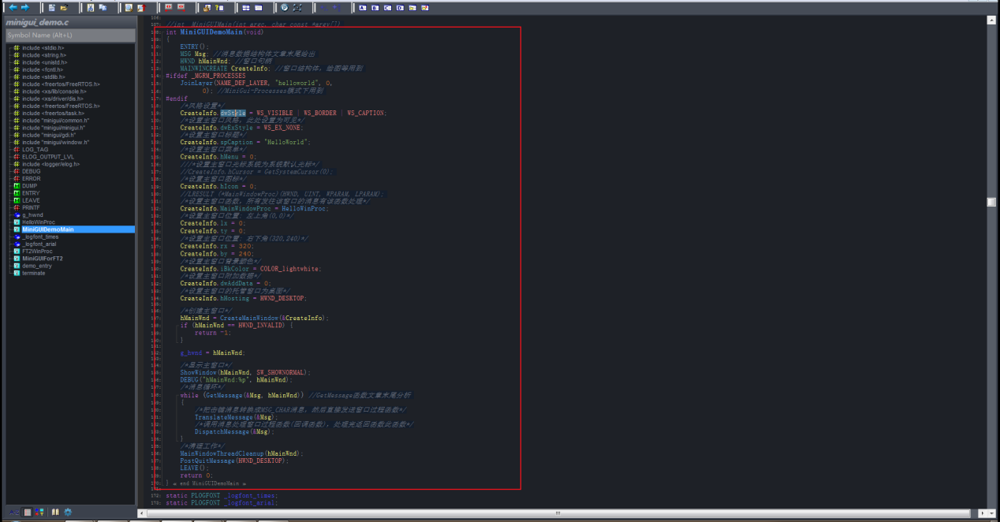 minigui_demo.c
Symbol Name (Alt+L)
include <stdio.h>
include <string.h>
include <unistd.h>
include <fcntl.h>
include <stdlib.h>
include <freertos/FreeRTOS.h>
include <xs/lib/console.h>
include <xs/driver/dis.h>
include <freertos/FreeRTOS.h>
include <freertos/task.h>
include "minigui/common.h"
include "minigui/minigui.h"
include "minigui/gdi.h"
include "minigui/window.h"
LOG_TAG
ELOG_OUTPUT_LVL
include <logger/elog.h>
DEBUG
ERROR
DUMP
ENTRY
LEAVE
PRINTF
g_hwnd
HelloWinProc
MiniGUIDemoMain
_logfont_times
_logfont_arial
FT2WinProc
MiniGUIForFT2
demo_entry
terminate
//int MiniGUIMain(int argc, char const *argv[])
int MiniGUIDemoMain(void)
{
ENTRY();
MSG Msg; //消息数据结构体文章末尾给出
HWND hMainWnd; //窗口句柄
MAINWINCREATE CreateInfo; //窗口结构体，绘图等用到
#ifdef _MGRM_PROCESSES
JoinLayer(NAME_DEF_LAYER, "helloworld", 0,
0); //MiniGui-Processes模式下用到
#endif
/*风格设置*/
CreateInfo.dwStyle = WS_VISIBLE | WS_BORDER | WS_CAPTION;
/*设置主窗口风格，此处设置为可见*/
CreateInfo.dwExStyle = WS_EX_NONE;
/*设置主窗口标题*/
CreateInfo.spCaption = "HelloWorld";
/*设置主窗口菜单*/
CreateInfo.hMenu = 0;
///*设置主窗口光标系统为系统默认光标*/
//CreateInfo.hCursor = GetSystemCursor(0);
/*设置主窗口图标*/
CreateInfo.hIcon = 0;
//LRESULT (*MainWindowProc)(HWND, UINT, WPARAM, LPARAM);
/*设置主窗口函数，所有发往该窗口的消息有该函数处理*/
CreateInfo.MainWindowProc = HelloWinProc;
/*设置主窗口位置：左上角(0,0)*/
CreateInfo.lx = 0;
CreateInfo.ty = 0;
/*设置主窗口位置：右下角(320,240)*/
CreateInfo.rx = 320;
CreateInfo.by = 240;
/*设置主窗口背景颜色*/
CreateInfo.iBkColor = COLOR_lightwhite;
/*设置主窗口附加数据*/
CreateInfo.dwAddData = 0;
/*设置主窗口的托管窗口为桌面*/
CreateInfo.hHosting = HWND_DESKTOP;
/*创建主窗口*/
hMainWnd = CreateMainWindow(&CreateInfo);
if (hMainWnd == HWND_INVALID) {
return -1;
}
g_hwnd = hMainWnd;
/*显示主窗口*/
ShowWindow(hMainWnd, SW_SHOWNORMAL);
DEBUG("hMainWnd:%p", hMainWnd);
/*消息循环*/
while (GetMessage(&Msg, hMainWnd)) //GetMessage函数文章末尾分析
{
/*把击键消息转换成MSG_CHAR消息，然后直接发送窗口过程函数*/
TranslateMessage(&Msg);
/*调用消息处理窗口过程函数(回调函数)，处理完返回函数此函数*/
DispatchMessage(&Msg);
}
/*清理工作*/
MainWindowThreadCleanup(hMainWnd);
PostQuitMessage(HWND_DESKTOP);
LEAVE();
return 0;
} « end MiniGUIDemoMain »
static PLOGFONT _logfont_times;
static PLOGFONT _logfont_arial;